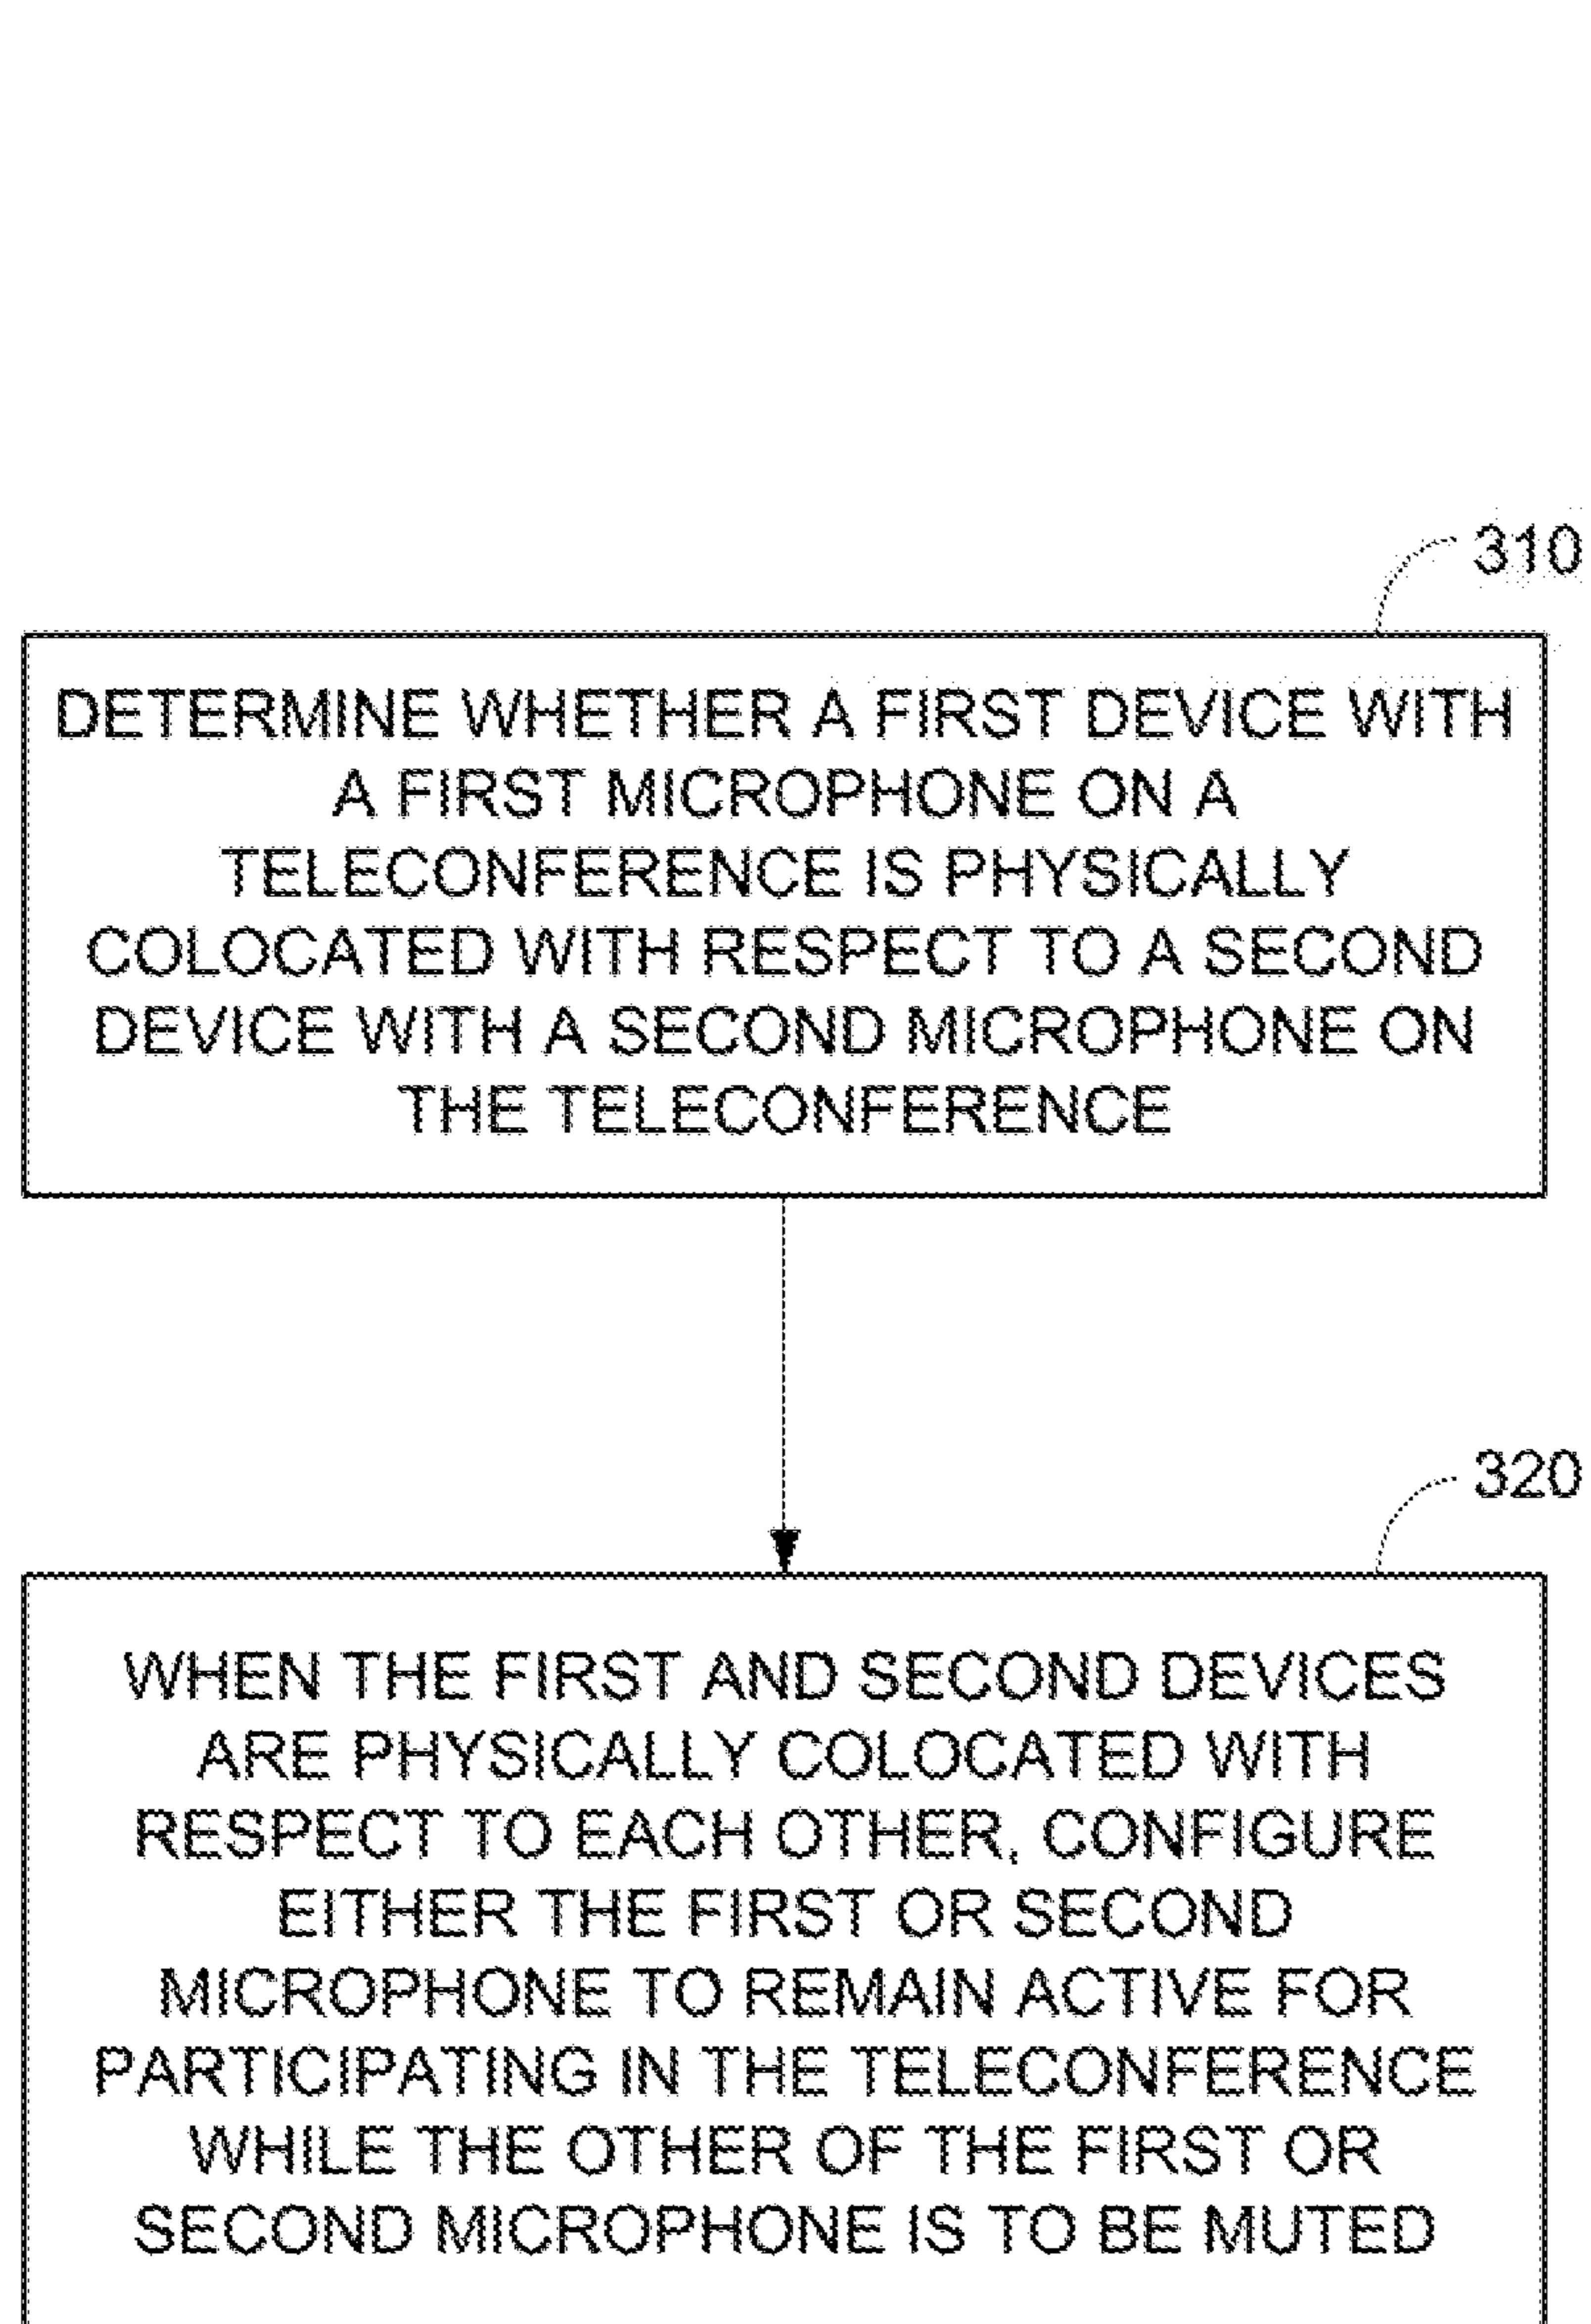 310
DETERMINE WHETHER A FIRST DEVICE WITH
A FIRST MICROPHONE ON A
TELECONFERENCE IS PHYSICALLY
COLOCATED WITH RESPECT TO A SECOND
DEVICE WITH A SECOND MICROPHONE ON
THE TELECONFERENCE
320
WHEN THE FIRST AND SECOND DEVICES
ARE PHYSICALLY COLOCATED WITH
RESPECT TO EACH OTHER, CONFIGURE
EITHER THE FIRST OR SECOND
MICROPHONE TO REMAIN ACTIVE FOR
PARTICIPATING IN THE TELECONFERENCE
WHILE THE OTHER OF THE FIRST OR
SECOND MICROPHONE IS TO BE MUTED